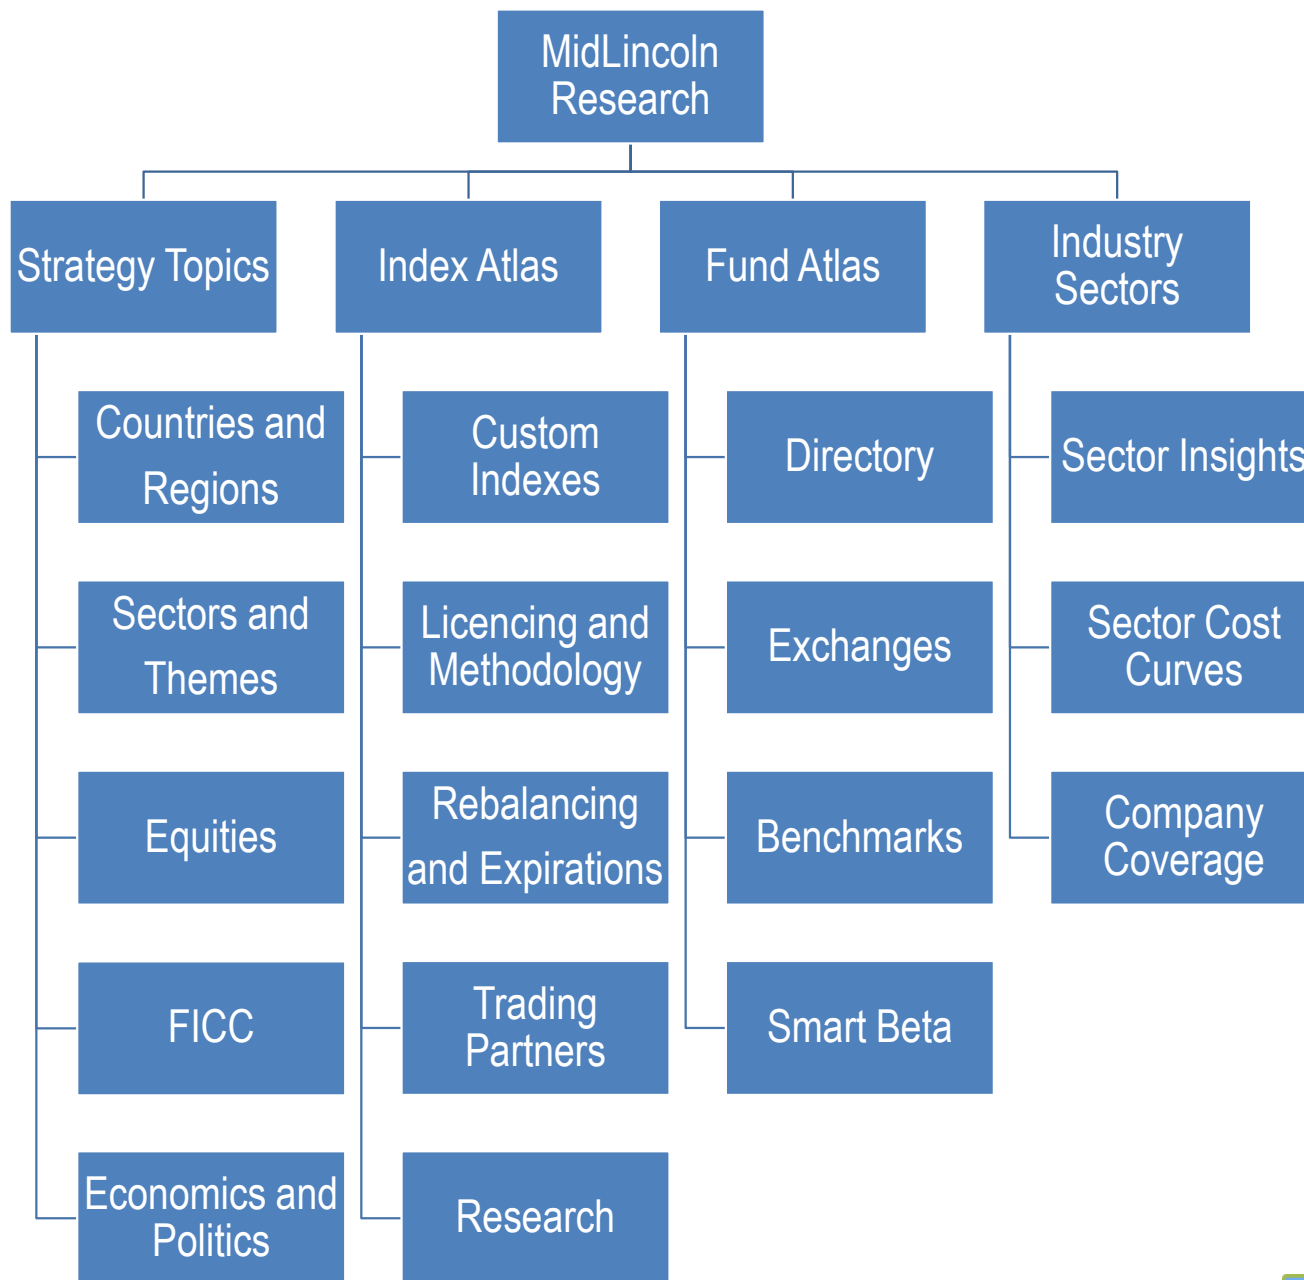 MidLincoln
Research
Strategy Topics
Index Atlas
Fund Atlas
Industry
Sectors
Countries and
Regions
Custom
Indexes
Directory
Sector Insights
Sectors and
Themes
Licencing and
Methodology
Exchanges
Sector Cost
Curves
Equities
Rebalancing
and Expirations
Benchmarks
Company
Coverage
FICC
Trading
Partners
Smart Beta
Economics and
Politics
Research